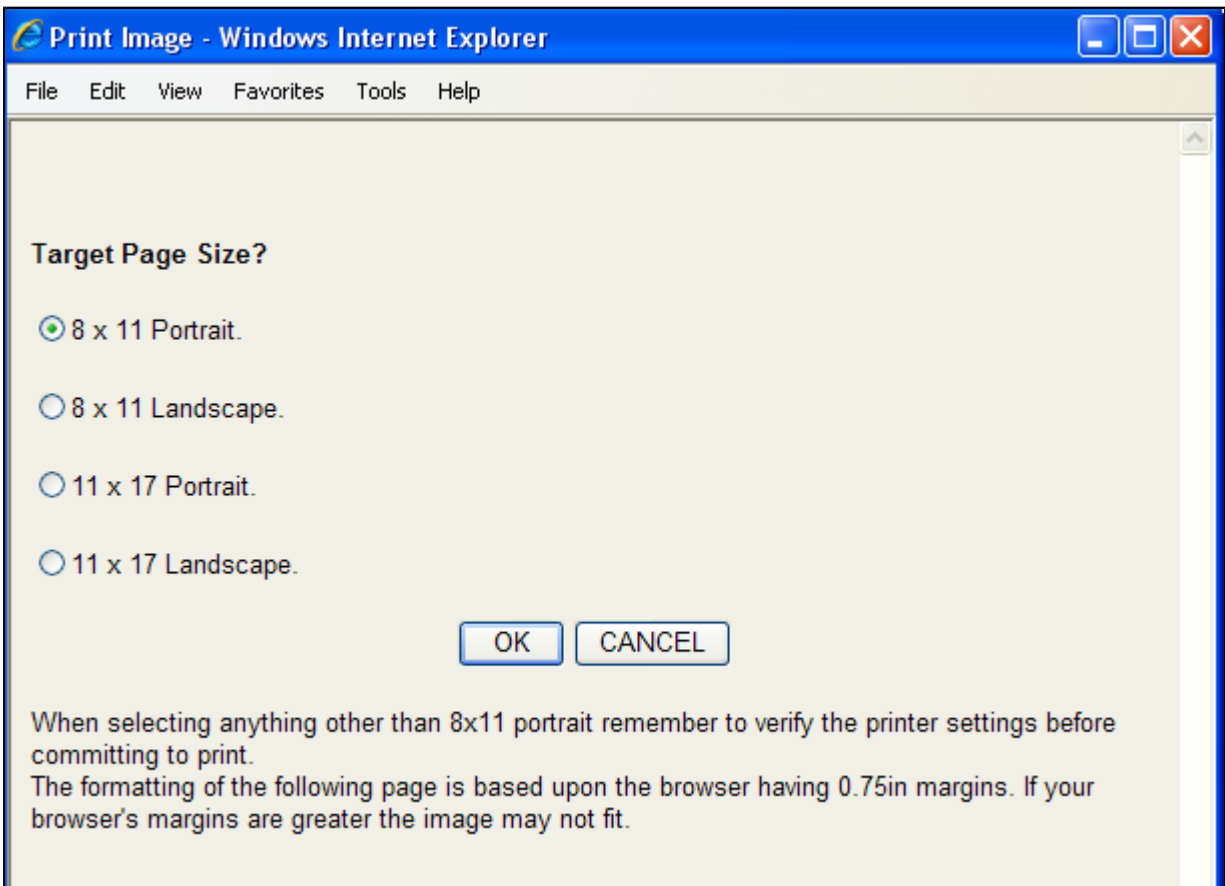 Print Image - Windows Internet Explorer
File Edit View Favorites Tools Help
Target Page Size?
8 x 11 Portrait.
8 x 11 Landscape.
11 x 17 Portrait.
11 x 17 Landscape.
OK CANCEL
When selecting anything other than 8x11 portrait remember to verify the printer settings before
committing to print.
The formatting of the following page is based upon the browser having 0.75in margins. If your
browser's margins are greater the image may not fit.